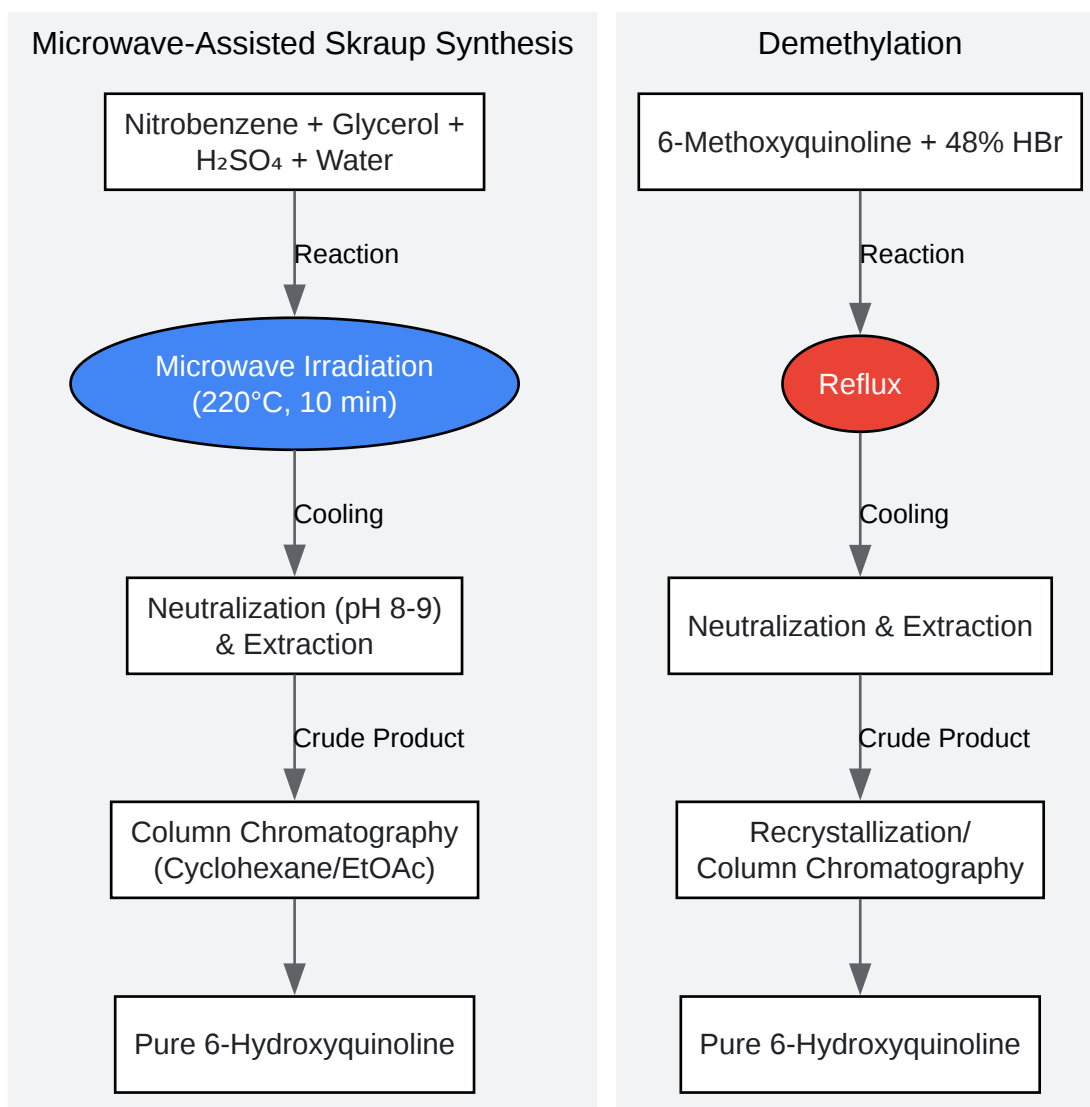 Microwave-Assisted Skraup Synthesis
Nitrobenzene + Glycerol +
H₂SO₄ + Water
Reaction
Microwave Irradiation
(220°C, 10 min)
Cooling
Neutralization (pH 8-9)
& Extraction
Crude Product
Column Chromatography
(Cyclohexane/EtOAc)
Pure 6-Hydroxyquinoline
Demethylation
6-Methoxyquinoline + 48% HBr
Reaction
Reflux
Cooling
Neutralization & Extraction
Crude Product
Recrystallization/
Column Chromatography
Pure 6-Hydroxyquinoline